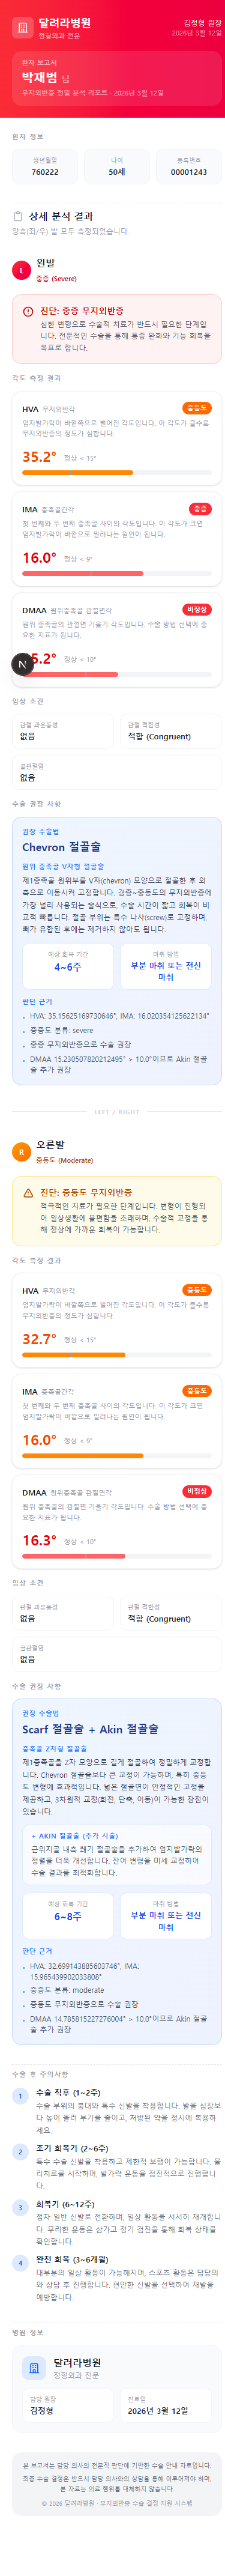 달려라병원
정형외과 전문
김정형 원장
2026년 3월 12일
환자 보고서
박재범 님
무지외반증 정밀 분석 리포트 · 2026년 3월 12일
환자 정보
생년월일
760222
나이
50세
등록번호
00001243
상세 분석 결과
양측(좌/우) 발 모두 측정되었습니다.
L
왼발
중증 (Severe)
진단: 중증 무지외반증
심한 변형으로 수술적 치료가 반드시 필요한 단계입
니다. 전문적인 수술을 통해 통증 완화와 기능 회복을
목표로 합니다.
각도 측정 결과
HVA 무지외반각
중등도
엄지발가락이 바깥쪽으로 벌어진 각도입니다. 이 각도가 클수록
무지외반증의 정도가 심합니다.
35.2° 정상 < 15°
IMA 중족골간각
중증
첫 번째와 두 번째 중족골 사이의 각도입니다. 이 각도가 크면
엄지발가락이 바깥쪽으로 밀려나는 원인이 됩니다.
16.0° 정상 < 9°
DMAA 원위중족골 관절면각
비정상
원위 중족골의 관절면 기울기 각도입니다. 수술 방법 선택에 중
요한 지표가 됩니다.
N
5.2° 정상 < 10°
임상 소견
관절 과운동성
없음
관절 적합성
적합 (Congruent)
골관절염
없음
수술 권장 사항
권장 수술법
Chevron 절골술
원위 중족골 V자형 절골술
제1중족골 원위부를 V자(chevron) 모양으로 절골한 후 외
측으로 이동시켜 고정합니다. 경증~중등도의 무지외반증에
가장 널리 사용되는 술식으로, 수술 시간이 짧고 회복이 비
교적 빠릅니다. 절골 부위는 특수 나사(screw)로 고정하며,
뼈가 유합된 후에는 제거하지 않아도 됩니다.
예상 회복 기간
4~6주
마취 방법
부분 마취 또는 전신
마취
판단 근거
• HVA: 35.15625169730646°, IMA: 16.020354125622134°
• 중증도 분류: severe
• 중증 무지외반증으로 수술 권장
• DMAA 15.230507820212495° > 10.0°이므로 Akin 절골
술 추가 권장
LEFT / RIGHT
R
오른발
중등도 (Moderate)
진단: 중등도 무지외반증
적극적인 치료가 필요한 단계입니다. 변형이 진행되
어 일상생활에 불편함을 초래하며, 수술적 교정을 통
해 정상에 가까운 회복이 가능합니다.
각도 측정 결과
HVA 무지외반각
중등도
엄지발가락이 바깥쪽으로 벌어진 각도입니다. 이 각도가 클수록
무지외반증의 정도가 심합니다.
32.7° 정상 < 15°
IMA 중족골간각
중등도
첫 번째와 두 번째 중족골 사이의 각도입니다. 이 각도가 크면
엄지발가락이 바깥쪽으로 밀려나는 원인이 됩니다.
16.0° 정상 < 9°
DMAA 원위중족골 관절면각
비정상
원위 중족골의 관절면 기울기 각도입니다. 수술 방법 선택에 중
요한 지표가 됩니다.
16.3° 정상 < 10°
임상 소견
관절 과운동성
없음
관절 적합성
적합 (Congruent)
골관절염
없음
수술 권장 사항
권장 수술법
Scarf 절골술 + Akin 절골술
중족골 Z자형 절골술
제1중족골을 Z자 모양으로 길게 절골하여 정밀하게 교정합
니다. Chevron 절골술보다 큰 교정이 가능하며, 특히 중등
도 변형에 효과적입니다. 넓은 절골면이 안정적인 고정을
제공하고, 3차원적 교정(회전, 단축, 이동)이 가능한 장점이
있습니다.
+ AKIN 절골술 (추가 시술)
근위지골 내측 쐐기 절골술을 추가하여 엄지발가락의
정렬을 더욱 개선합니다. 잔여 변형을 미세 교정하여
수술 결과를 최적화합니다.
예상 회복 기간
6~8주
마취 방법
부분 마취 또는 전신
마취
판단 근거
• HVA: 32.699143885603746°, IMA:
15.965439902033808°
• 중증도 분류: moderate
• 중등도 무지외반증으로 수술 권장
• DMAA 14.785815227276004° > 10.0°이므로 Akin 절골
술 추가 권장
수술 후 주의사항
1
수술 직후 (1~2주)
수술 부위의 붕대와 특수 신발을 착용합니다. 발을 심장보
다 높이 올려 부기를 줄이고, 처방된 약을 정시에 복용하
세요.
2
초기 회복기 (2~6주)
특수 수술 신발을 착용하고 제한적 보행이 가능합니다. 물
리치료를 시작하며, 발가락 운동을 점진적으로 진행합니
다.
3
회복기 (6~12주)
점차 일반 신발로 전환하며, 일상 활동을 서서히 재개합니
다. 무리한 운동은 삼가고 정기 검진을 통해 회복 상태를
확인합니다.
4
완전 회복 (3~6개월)
대부분의 일상 활동이 가능해지며, 스포츠 활동은 담당의
와 상담 후 진행합니다. 편안한 신발을 선택하여 재발을
예방합니다.
병원 정보
달려라병원
정형외과 전문
담당 원장
김정형
진료일
2026년 3월 12일
본 보고서는 담당 의사의 전문적 판단에 기반한 수술 안내 자료입니다.
최종 수술 결정은 반드시 담당 의사와의 상담을 통해 이루어져야 하며,
본 자료는 의료 행위를 대체하지 않습니다.
© 2026 달려라병원 · 무지외반증 수술 결정 지원 시스템